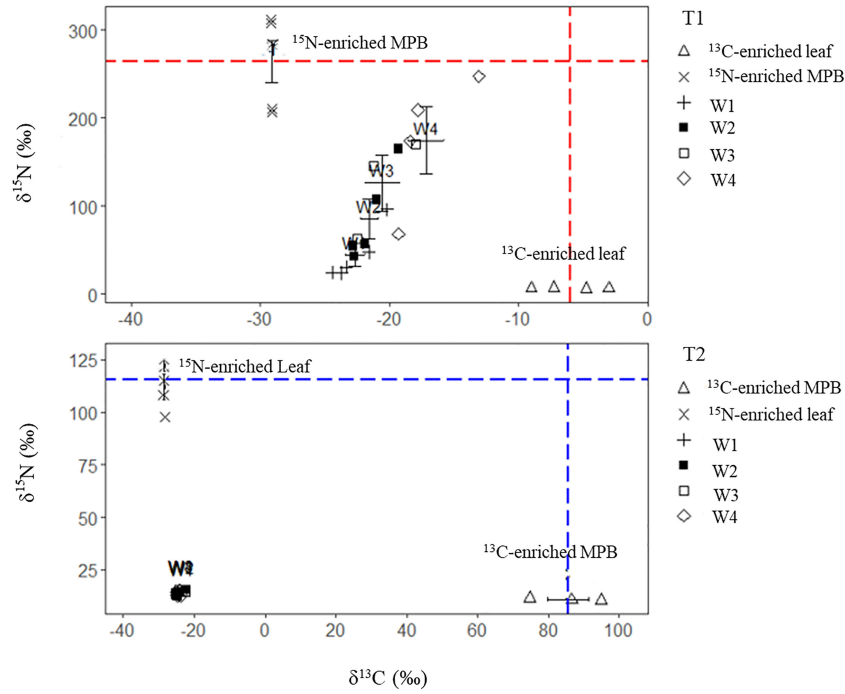 T1
300
200
100
0
-40
-30
-20
-10
0
¹⁵N-enriched MPB
¹³C-enriched leaf
W4
W3
W2
δ¹⁵N (‰)
¹³C-enriched leaf
¹⁵N-enriched MPB
W1
W2
W3
W4
T2
125
100
75
50
25
-40
-20
0
20
40
60
80
100
¹⁵N-enriched Leaf
¹³C-enriched MPB
δ¹⁵N (‰)
δ¹³C (‰)
¹³C-enriched MPB
¹⁵N-enriched leaf
W1
W2
W3
W4